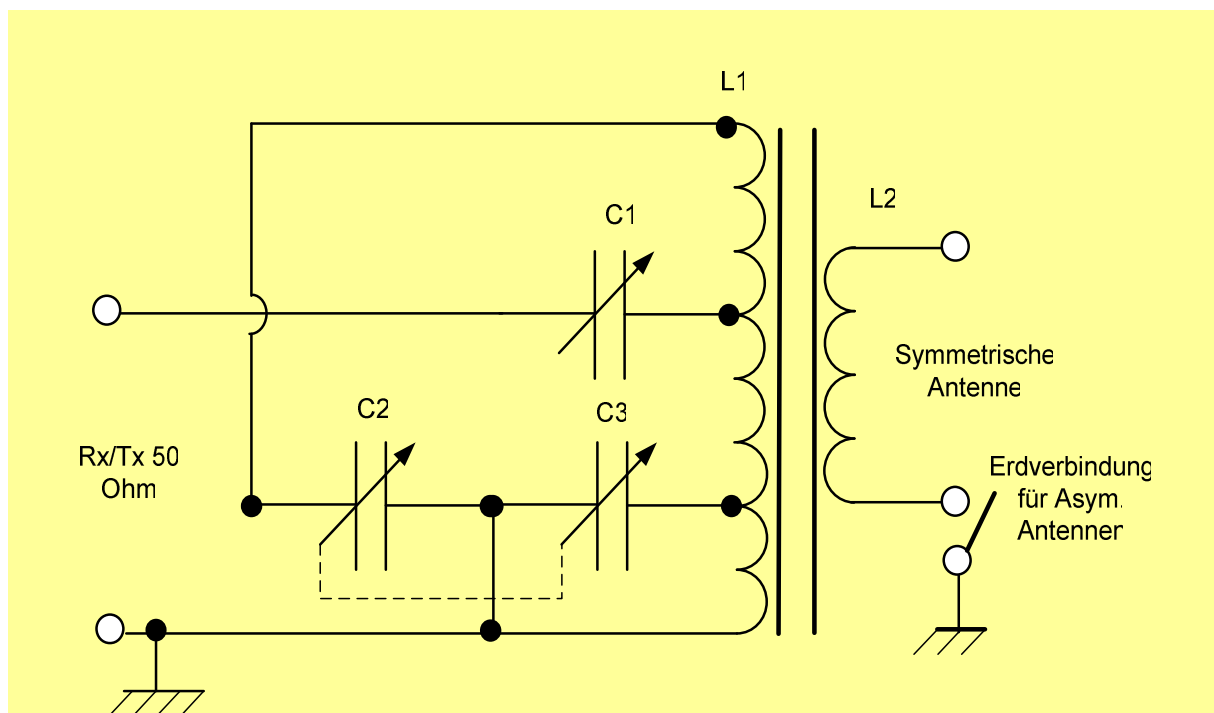 L1
L2
C1
C2
C3
Symmetrische
Antenne
Rx/Tx 50
Ohm
Erdverbindung
für Asym.
Antennen